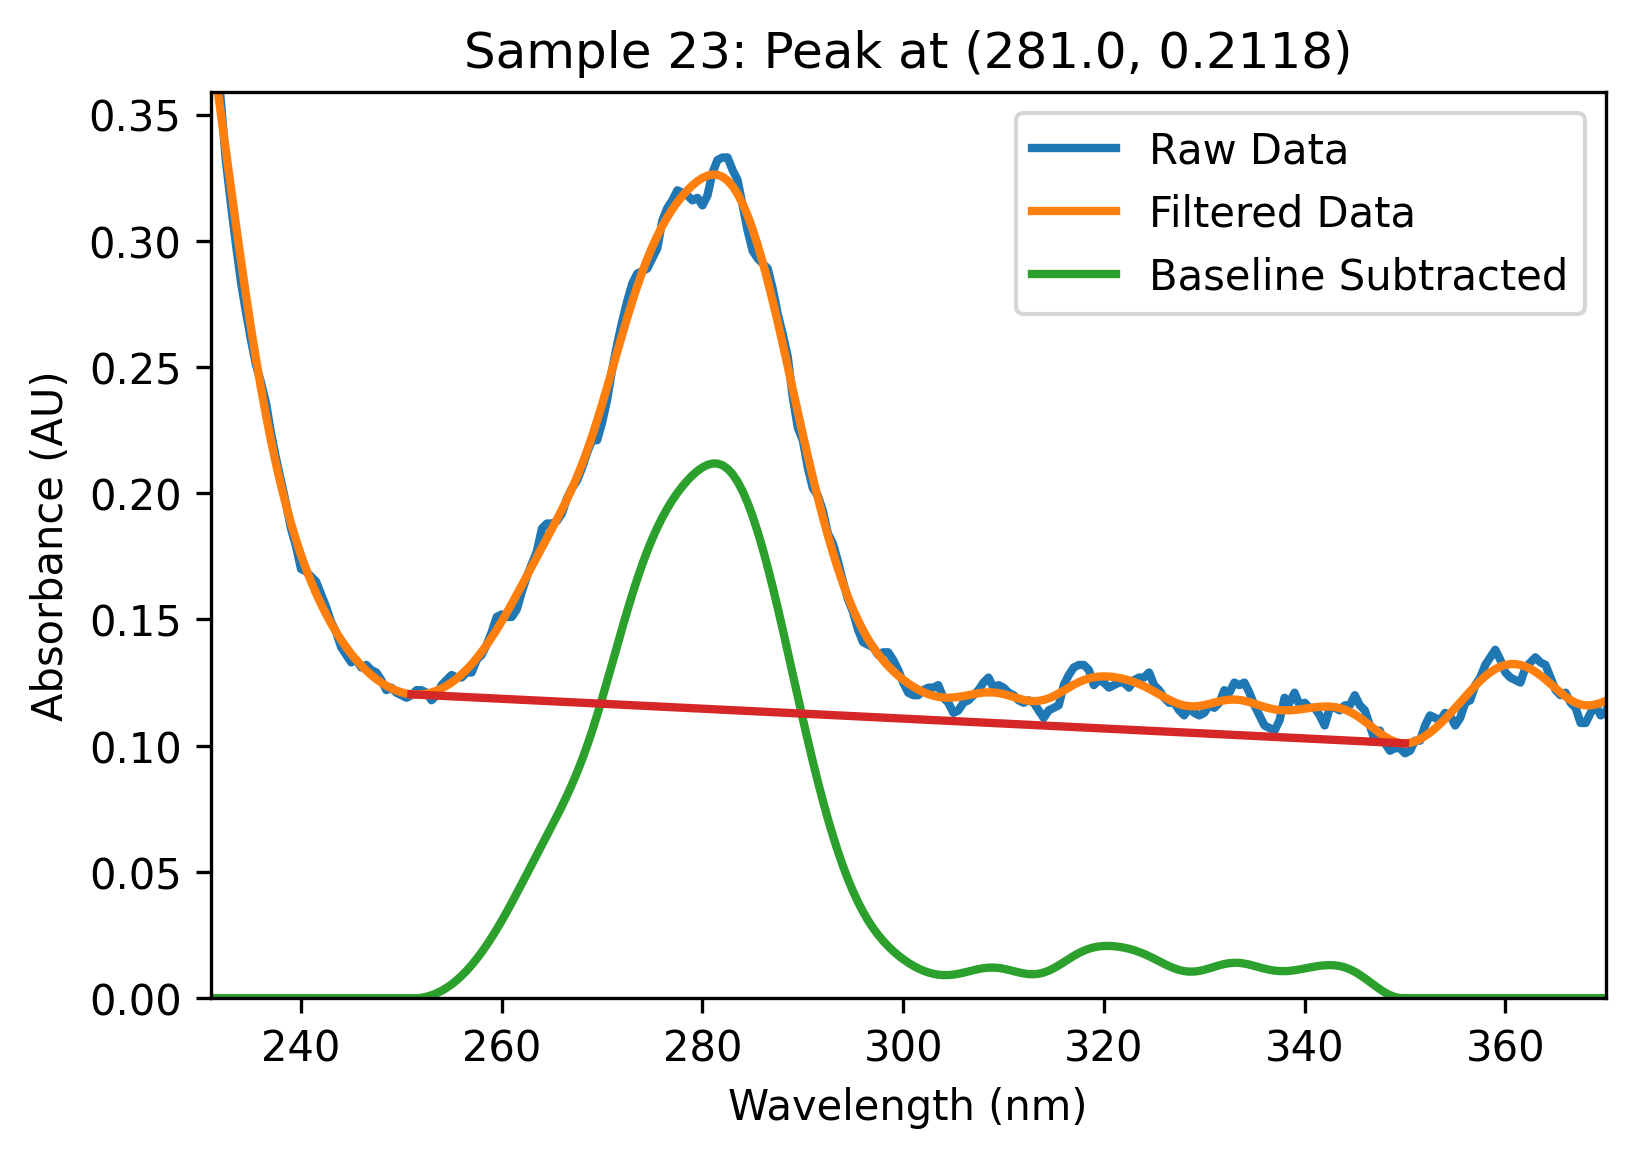 Sample 23: Peak at (281.0, 0.2118)
Raw Data
Filtered Data
Baseline Subtracted
Absorbance (AU)
0.35
0.30
0.25
0.20
0.15
0.10
0.05
0.00
240 260 280 300 320 340 360
Wavelength (nm)